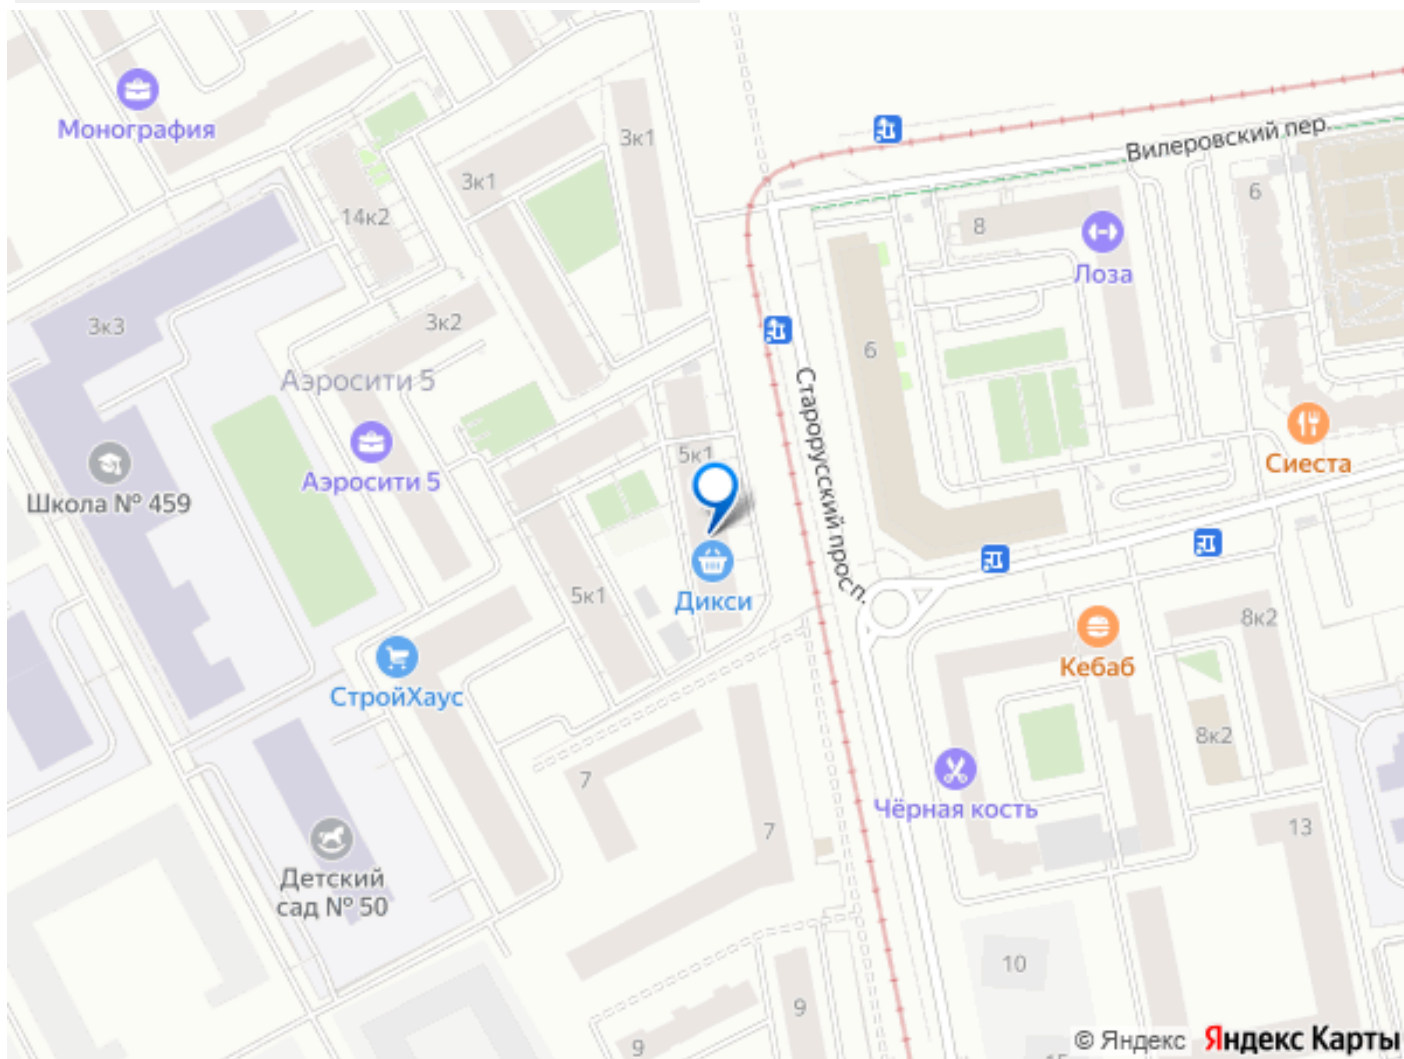 Монография
3к1
3к1
Вилеровский пер.
14к2
8
6
Лоза
3к3
3к2
6
Аэросити 5
Староруский просп.
Аэросити 5
Сиеста
5к1
Школа № 459
5к1
Дикси
8к2
Кебаб
СтройХаус
8к2
7
Чёрная кость
7
13
Детский
сад № 50
10
9
9
© Яндекс Яндекс Карты